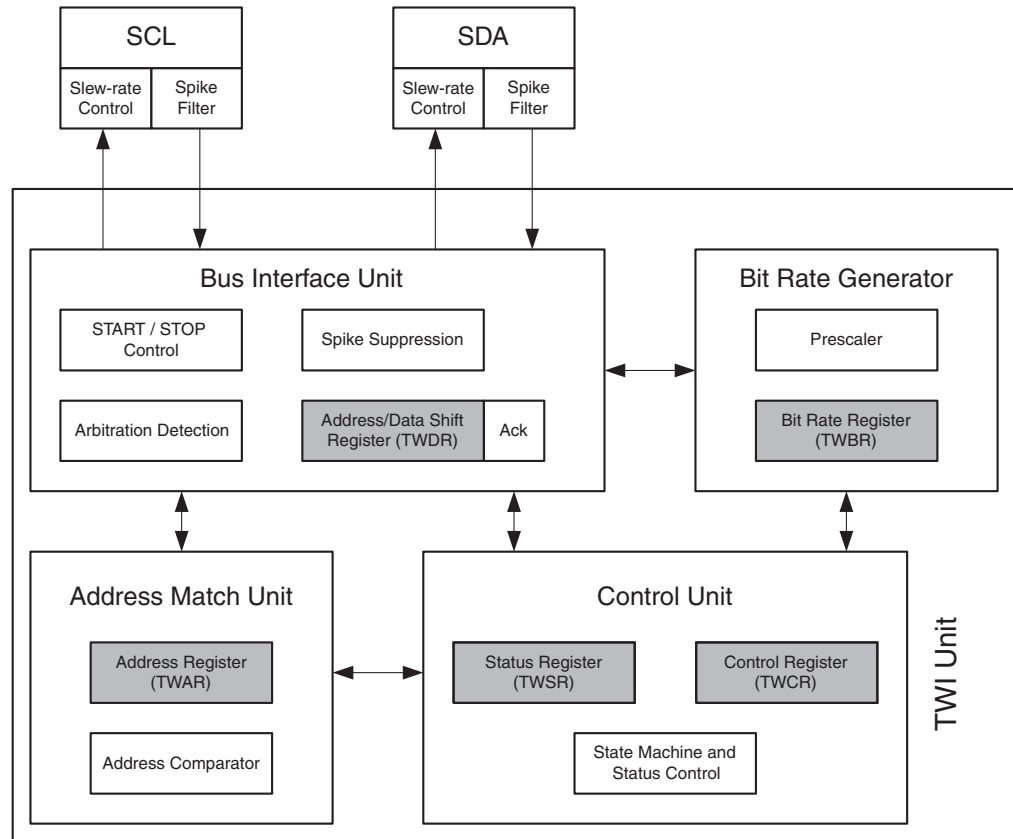 SCL
Slew-rate
Control
Spike
Filter
SDA
Slew-rate
Control
Spike
Filter
Bus Interface Unit
START / STOP
Control
Spike Suppression
Arbitration Detection
Address/Data Shift
Register (TWDR)
Ack
Bit Rate Generator
Prescaler
Bit Rate Register
(TWBR)
Address Match Unit
Address Register
(TWAR)
Address Comparator
Control Unit
Status Register
(TWSR)
Control Register
(TWCR)
State Machine and
Status Control
TWI Unit